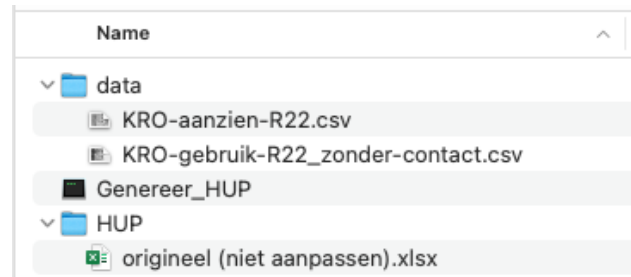 Name
data
KRO-aanzien-R22.csv
KRO-gebruik-R22_zonder-contact.csv
Genereer_HUP
HUP
origineel (niet aanpassen).xlsx